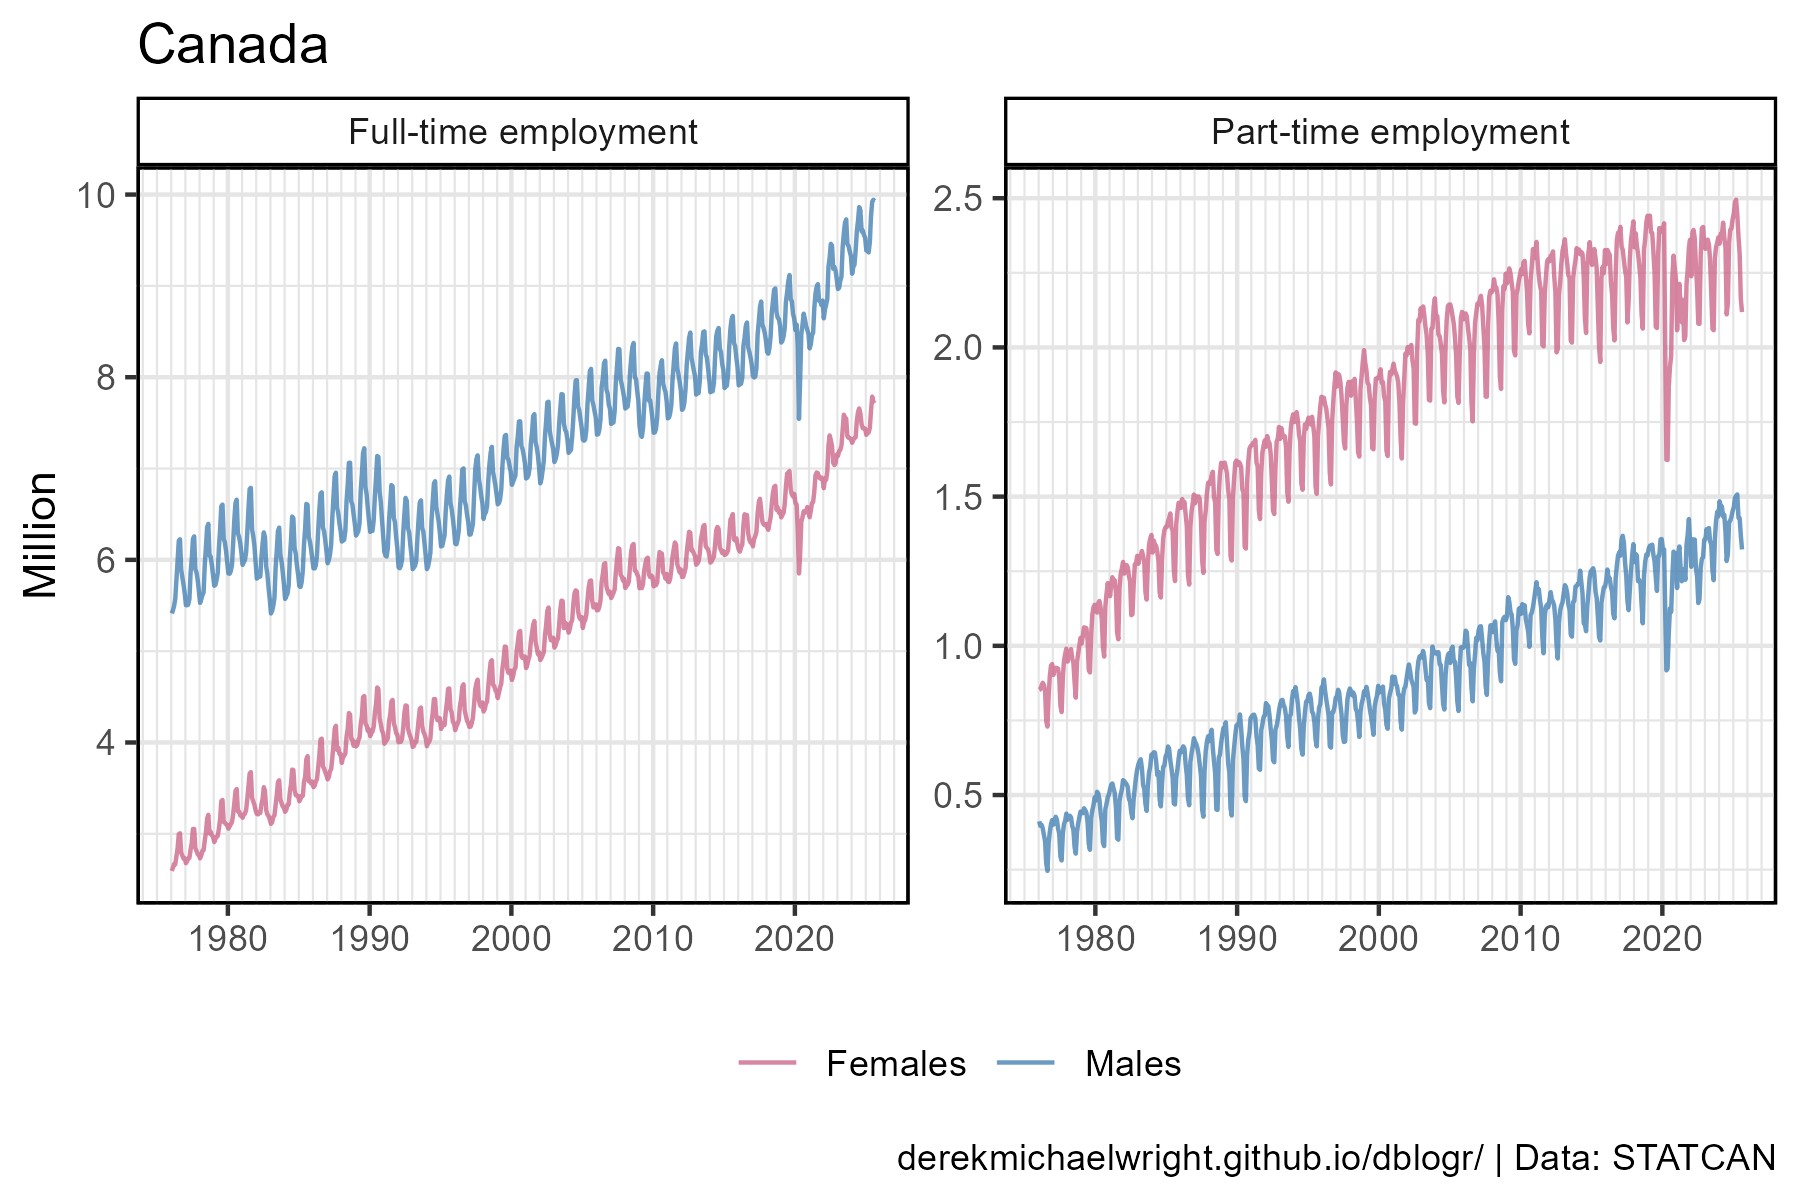 Canada
Full-time employment
Part-time employment
Million
10
8
6
4
2.5
2.0
1.5
1.0
0.5
1980 1990 2000 2010 2020
1980 1990 2000 2010 2020
Females Males
derekmichaelwright.github.io/dblogr/ | Data: STATCAN